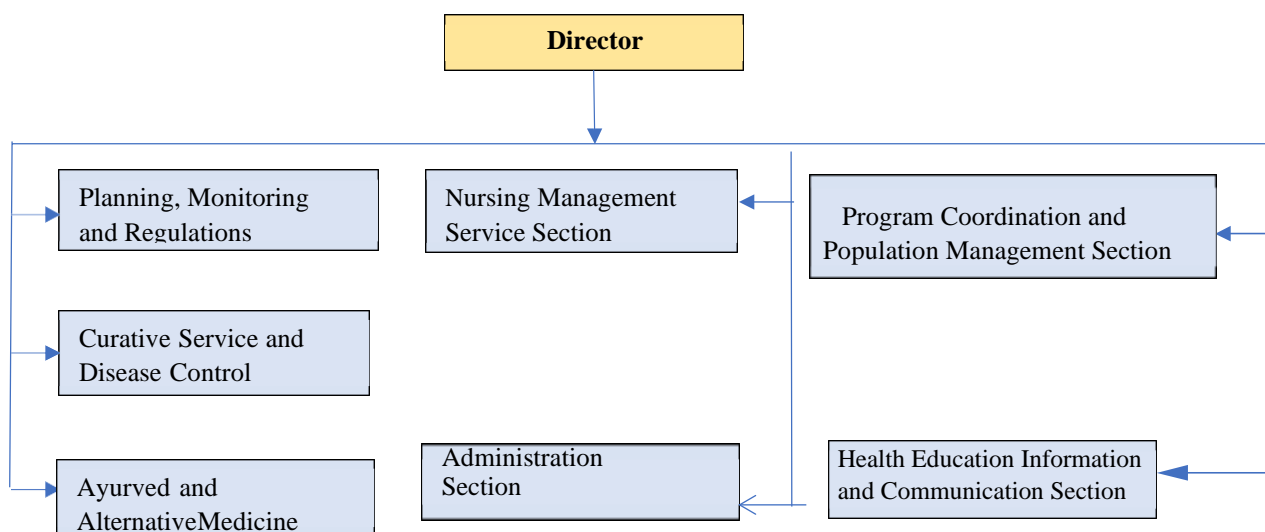 Director
Planning, Monitoring
and Regulations
Nursing Management
Service Section
Program Coordination and
Population Management Section
Curative Service and
Disease Control
Administration
Section
Health Education Information
and Communication Section
Ayurved and
AlternativeMedicine